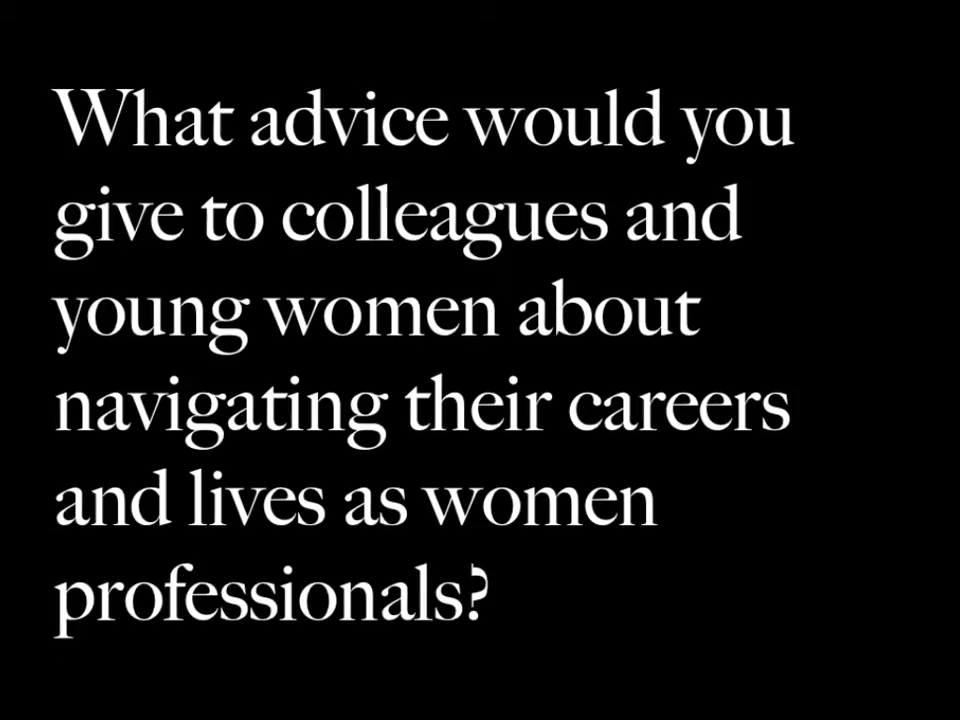 What advice would you
give to colleagues and
young women about
navigating their careers
and lives as women
professionals?